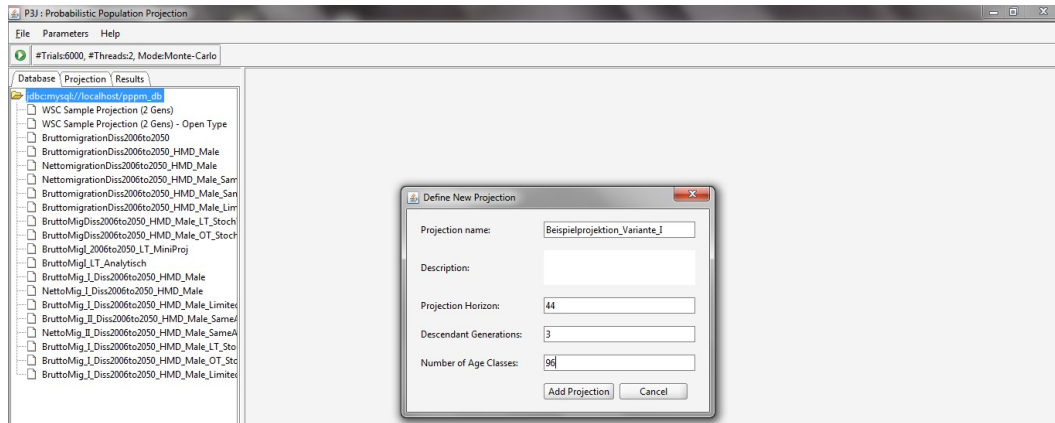 P3J : Probabilistic Population Projection
File Parameters Help
#Trials:6000, #Threads:2, Mode:Monte-Carlo
Database Projection Results
jdbc:mysql://localhost/pppm_db
WSC Sample Projection (2 Gens)
WSC Sample Projection (2 Gens) - Open Type
BruttomigrationDiss2006to2050
BruttomigrationDiss2006to2050_HMD_Male
NettomigrationDiss2006to2050_HMD_Male
NettomigrationDiss2006to2050_HMD_Male_Sam
BruttomigrationDiss2006to2050_HMD_Male_San
BruttomigrationDiss2006to2050_HMD_Male_Lim
BruttoMigDiss2006to2050_HMD_Male_LT_Stoch
BruttoMigDiss2006to2050_HMD_Male_OT_Stoch
BruttoMigI_2006to2050_LT_MiniProj
BruttoMigI_LT_Analytisch
BruttoMig_I_Diss2006to2050_HMD_Male
NettoMig_I_Diss2006to2050_HMD_Male
BruttoMig_I_Diss2006to2050_HMD_Male_Limited
BruttoMig_II_Diss2006to2050_HMD_Male_SameA
NettoMig_II_Diss2006to2050_HMD_Male_SameA
BruttoMig_I_Diss2006to2050_HMD_Male_LT_Sto
BruttoMig_I_Diss2006to2050_HMD_Male_OT_Sto
BruttoMig_I_Diss2006to2050_HMD_Male_Limited
Define New Projection
Projection name: Beispielprojektion_Variante_I
Description:
Projection Horizon: 44
Descendant Generations: 3
Number of Age Classes: 96
Add Projection Cancel